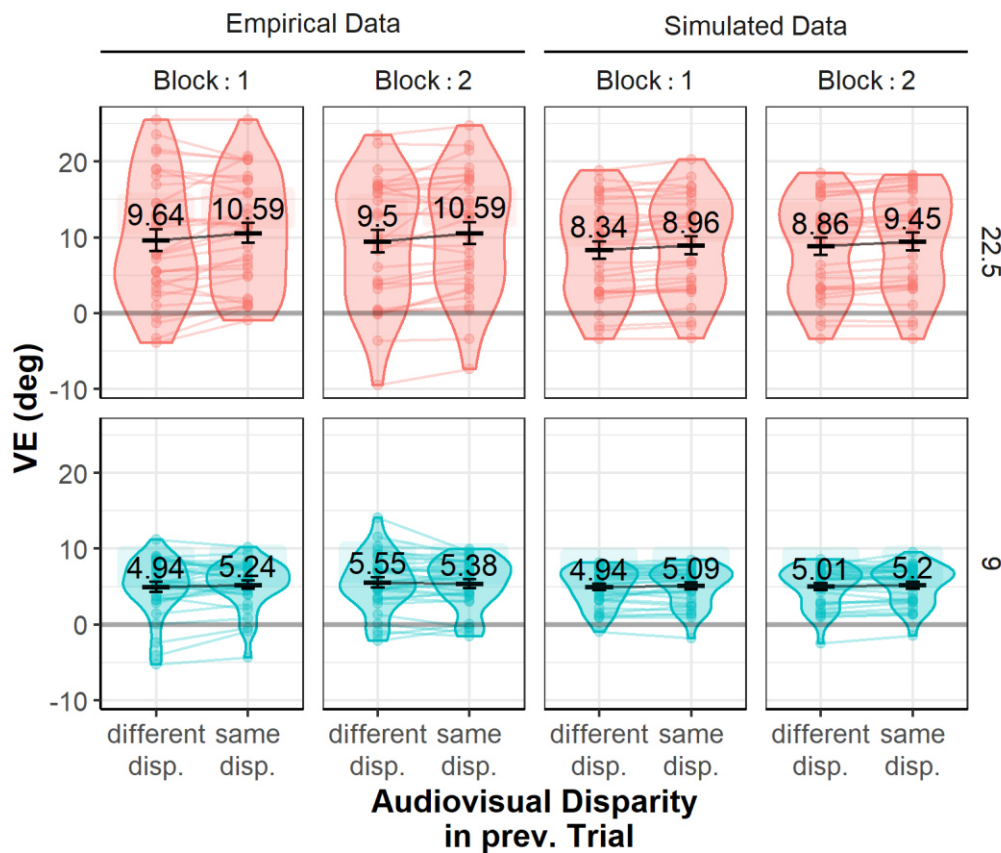 Empirical Data Simulated Data
Block : 1 Block : 2 Block : 1 Block : 2
VE (deg)
20
10
0
-10
9.64 10.59 9.5 10.59 8.34 8.96 8.86 9.45
22.5
20
10
0
-10
4.94 5.24 5.55 5.38 4.94 5.09 5.01 5.2
9
different same different same different same different same
disp. disp. disp. disp. disp. disp. disp. disp.
Audiovisual Disparity
in prev. Trial